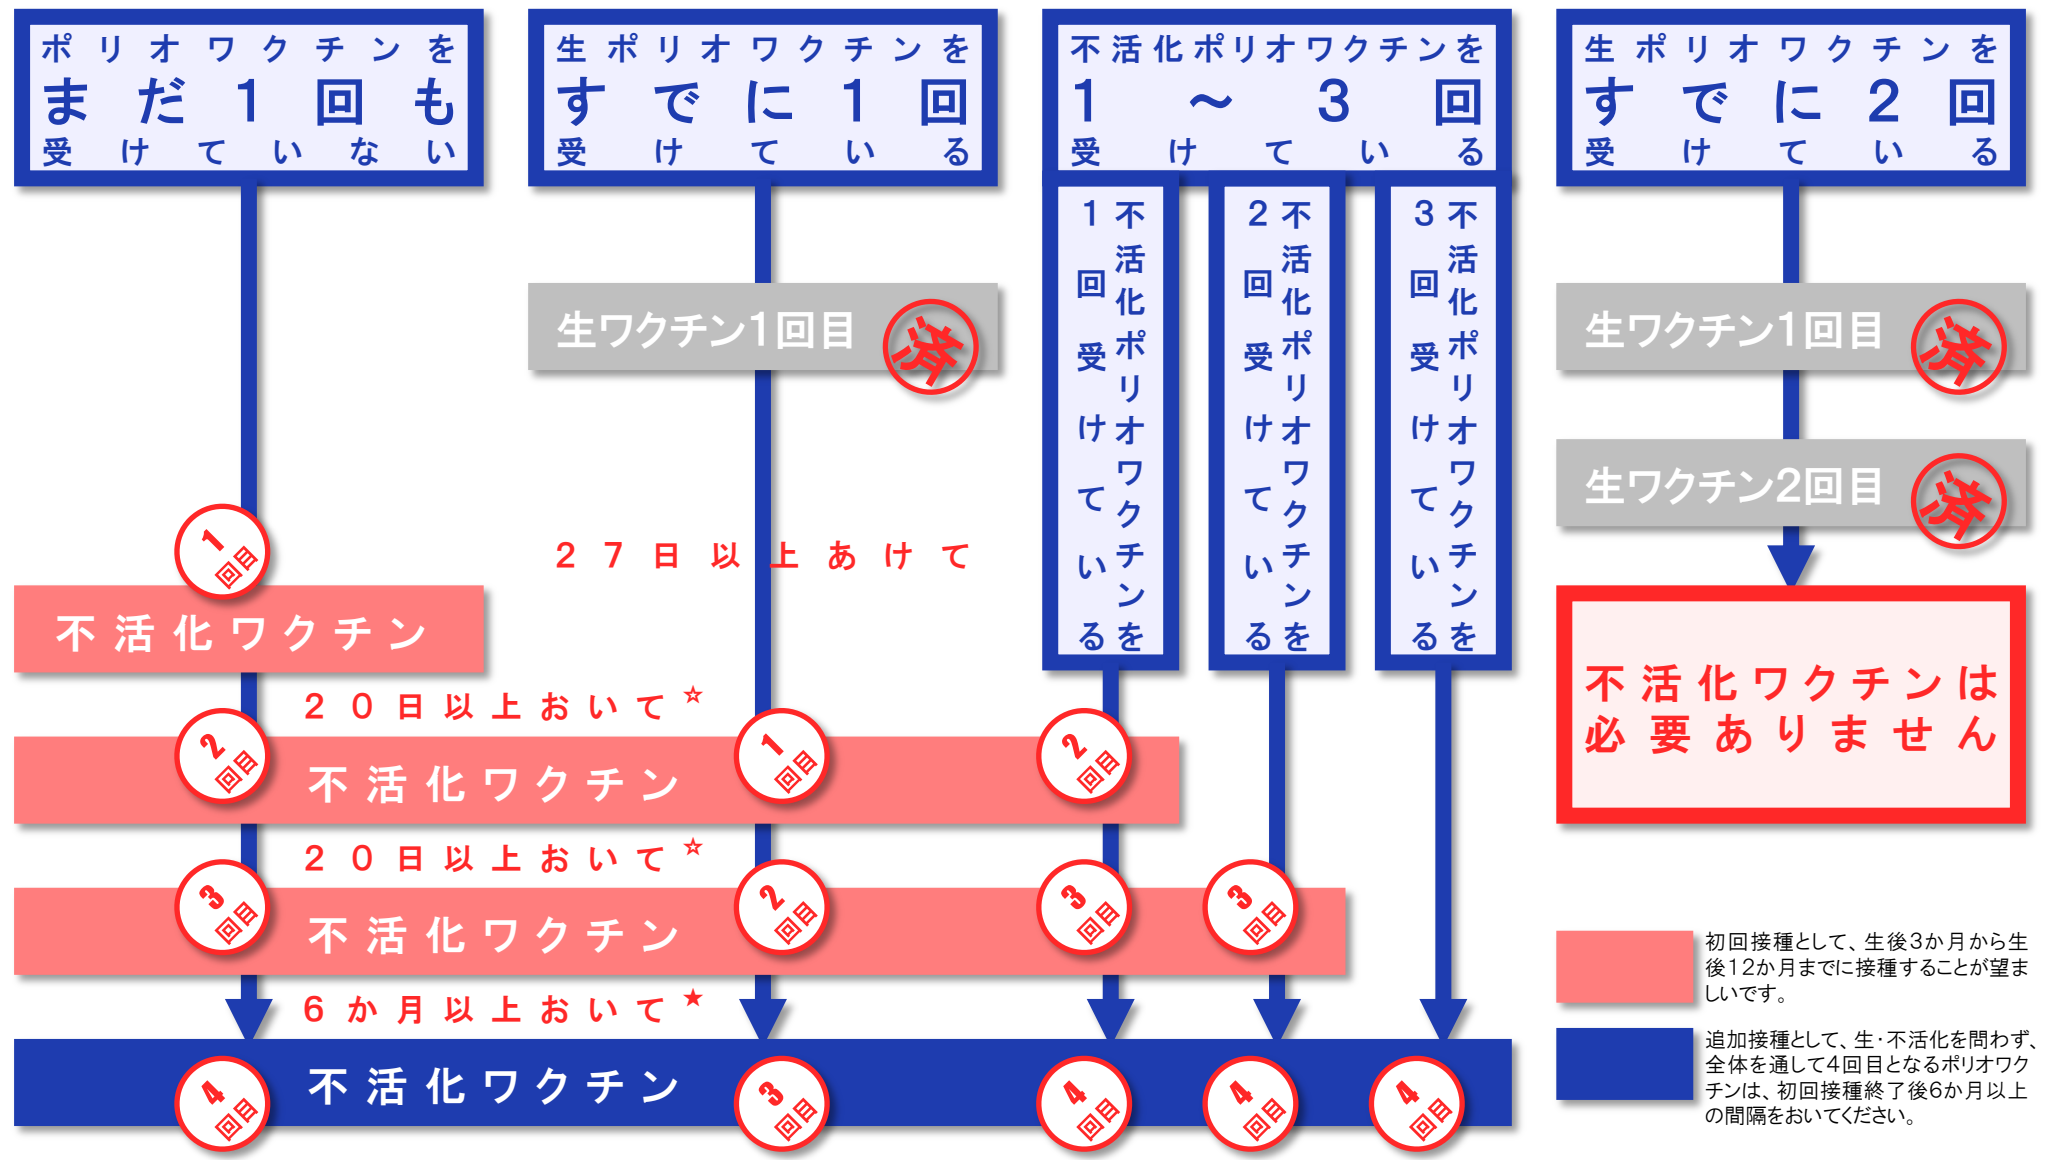 ポリオワクチンを
まだ1回も
受けていない
生ポリオワクチンを
すでに1回
受けている
不活化ポリオワクチンを
1～3回
受けている
生ポリオワクチンを
すでに2回
受けている
不活化ポリオワクチンを
1回受けている
不活化ポリオワクチンを
2回受けている
不活化ポリオワクチンを
3回受けている
生ワクチン1回目
済
生ワクチン1回目
済
生ワクチン2回目
済
27日以上あけて
1回目
不活化ワクチン
不活化ワクチンは
必要ありません
20日以上おいて☆
2回目
不活化ワクチン
1回目
2回目
20日以上おいて☆
3回目
不活化ワクチン
2回目
3回目
3回目
6か月以上おいて★
4回目
不活化ワクチン
3回目
4回目
4回目
4回目
初回接種として、生後3か月から生
後12か月までに接種することが望ま
しいです。
追加接種として、生・不活化を問わず、
全体を通して4回目となるポリオワク
チンは、初回接種終了後6か月以上
の間隔をおいてください。